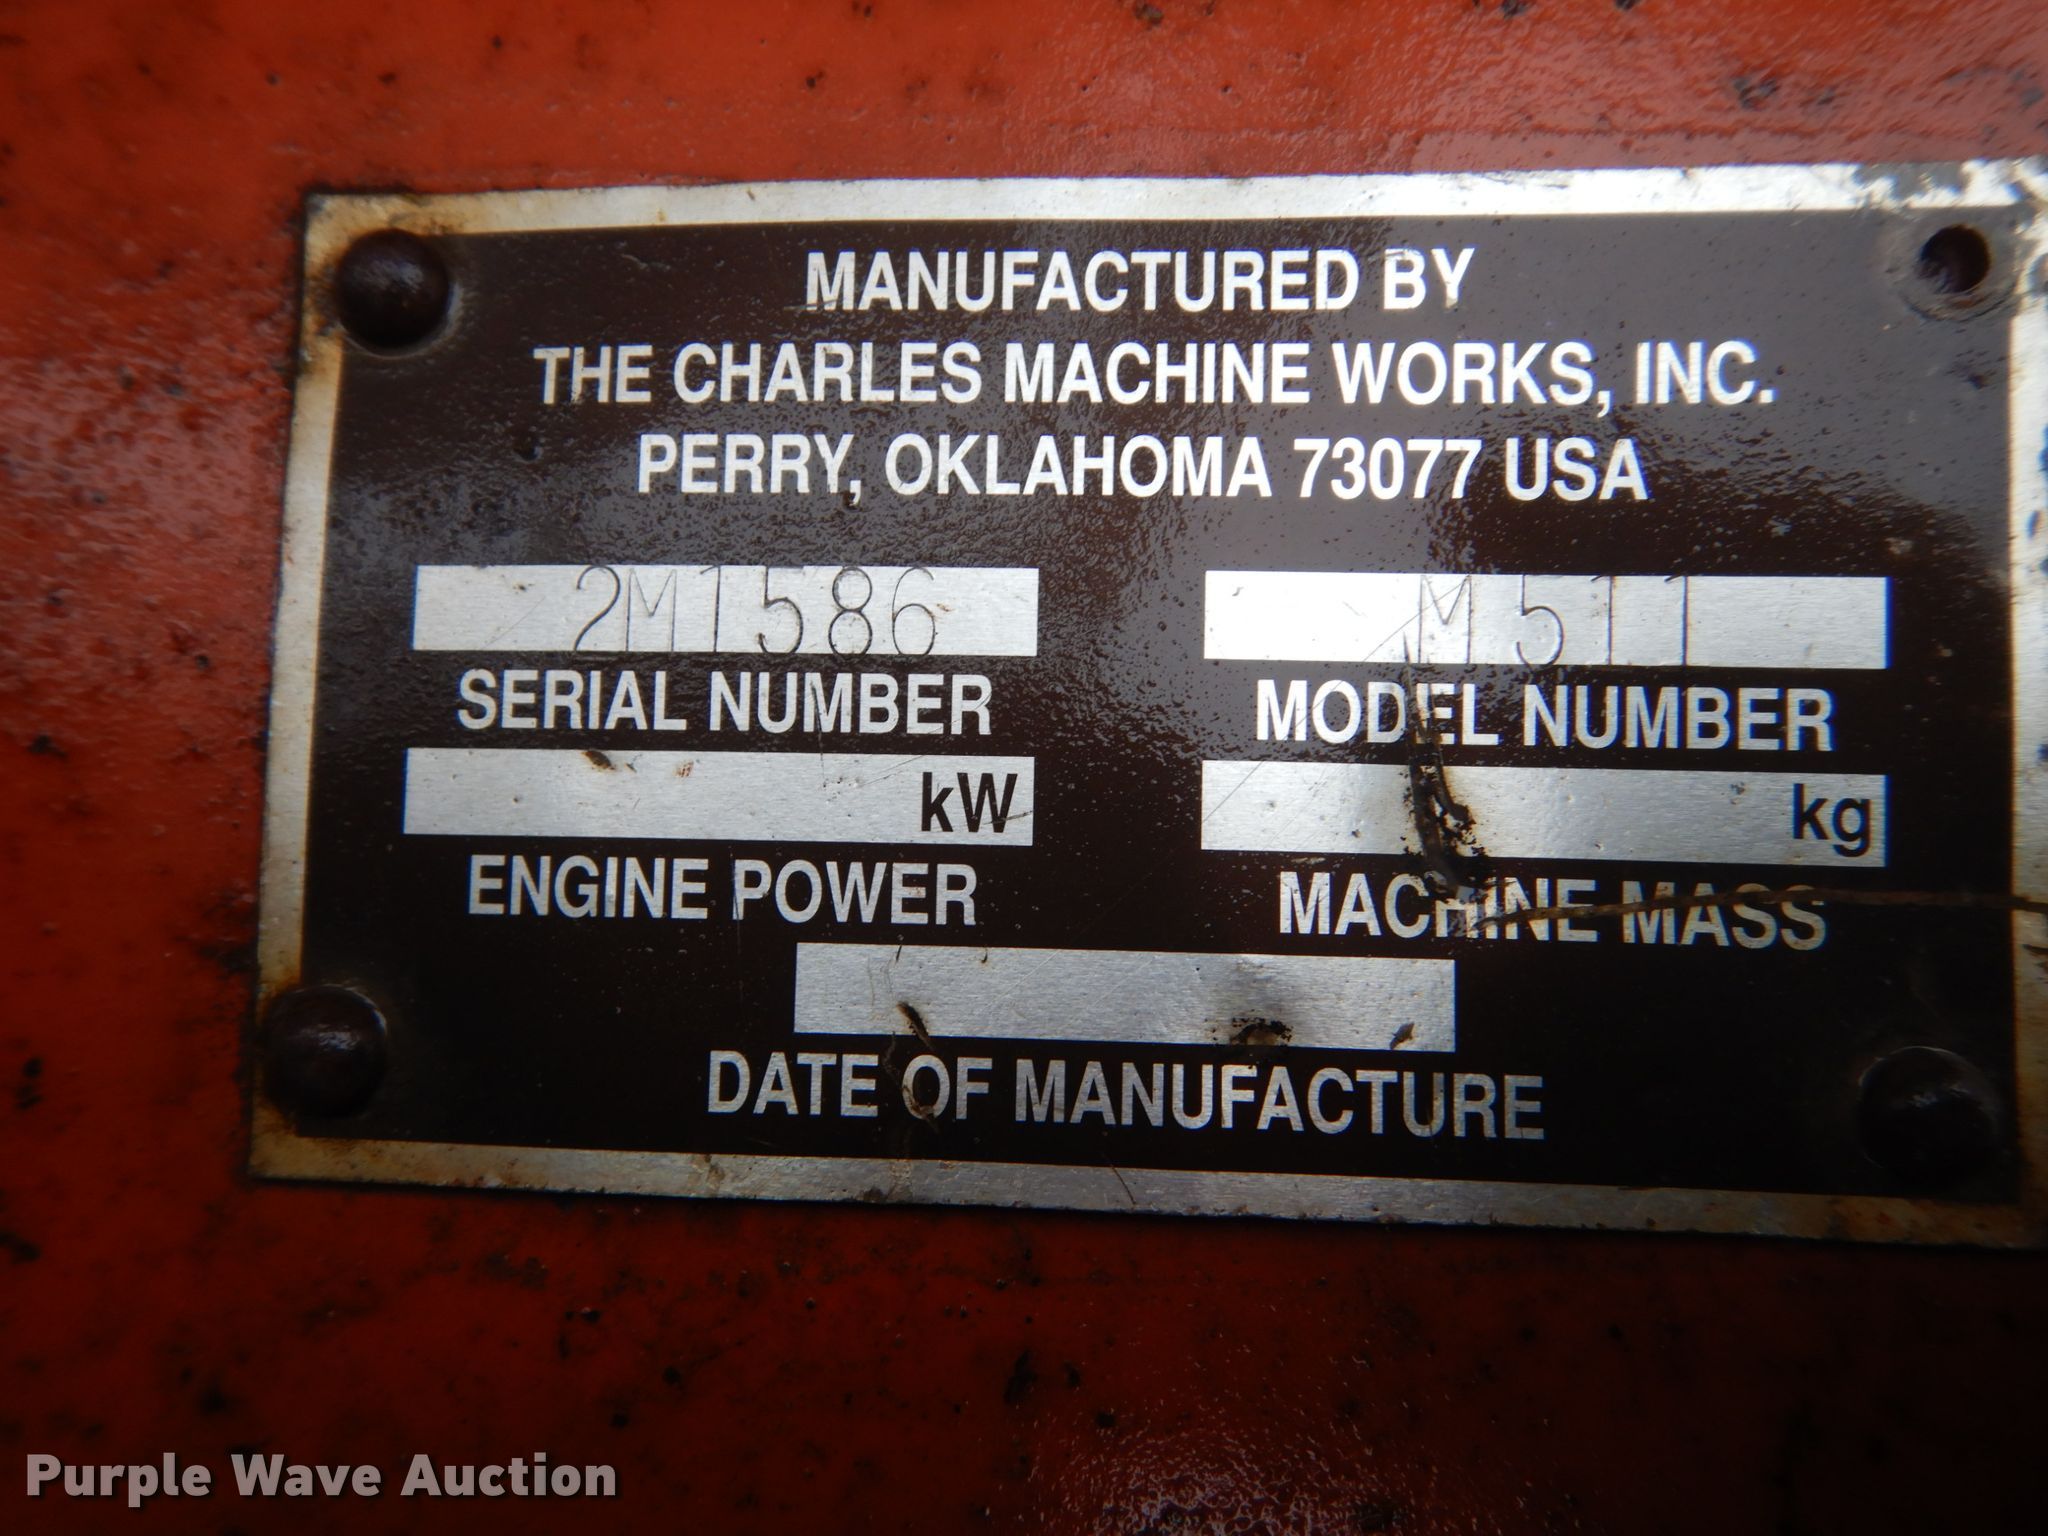 MANUFACTURED BY
THE CHARLES MACHINE WORKS, INC.
PERRY, OKLAHOMA 73077 USA
2M1586 M511
SERIAL NUMBER MODEL NUMBER
kW kg
ENGINE POWER MACHINE MASS
DATE OF MANUFACTURE
Purple Wave Auction